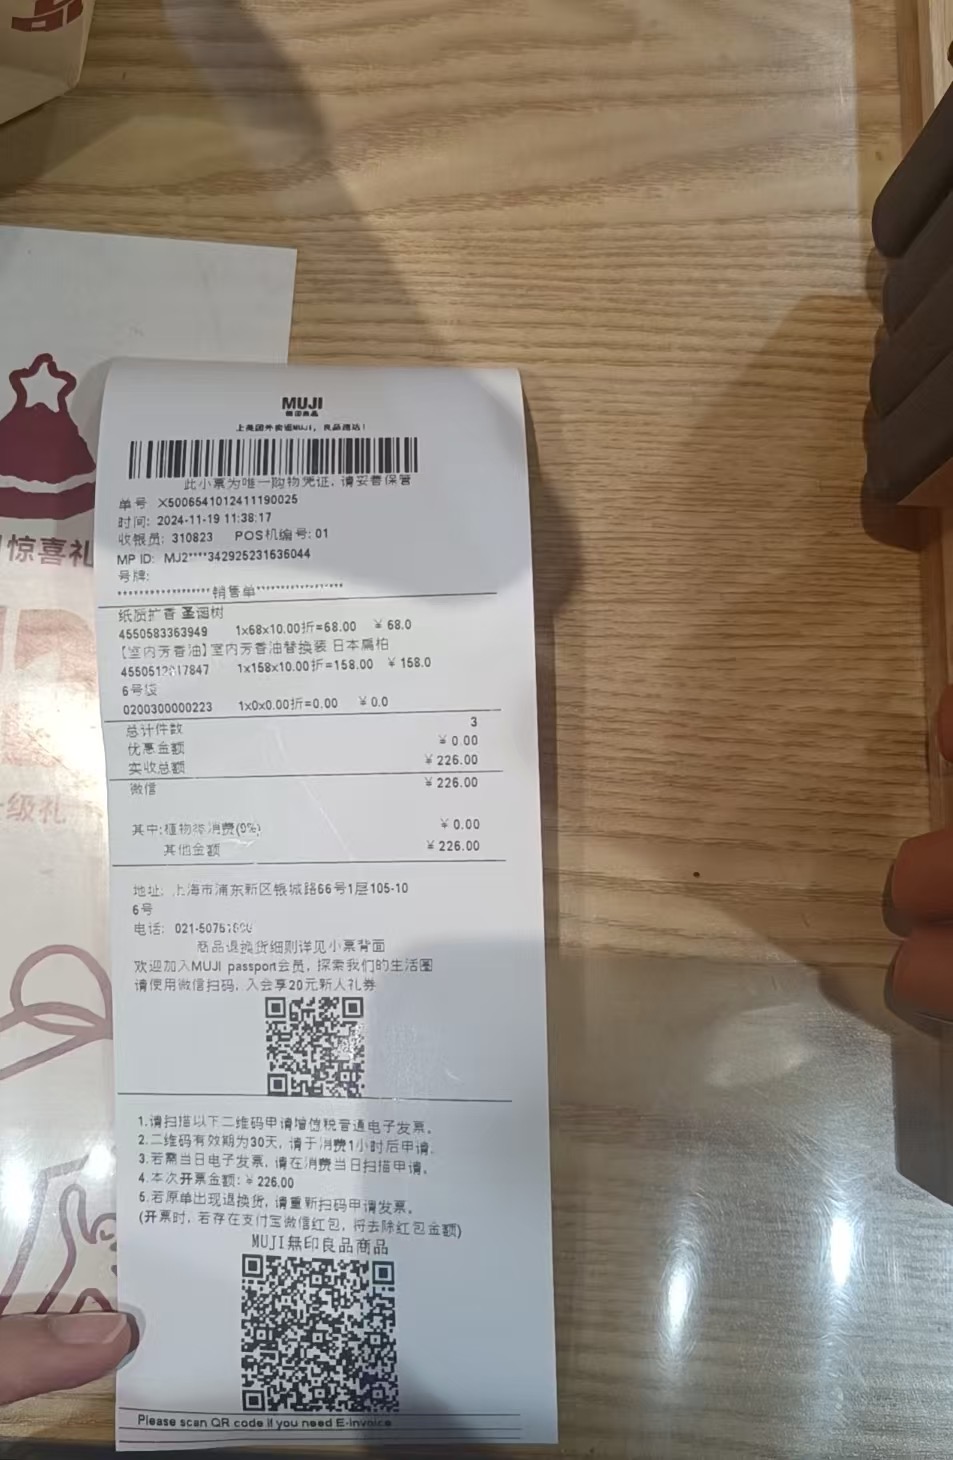 MUJI
無印良品
上美团外卖逛MUJI，良品速达！
此小票为唯一购物凭证，请妥善保管
单号 X5006541012411190025
时间: 2024-11-19 11:38:17
收银员: 310823 POS机编号: 01
MP ID: MJ2****342925231636044
号牌:
销售单
纸质扩香 圣诞树
4550583363949 1x68x10.00折=68.00 ￥68.0
【室内芳香油】室内芳香油替换装 日本扁柏
1x158x10.00折=158.00 ￥158.0
6号袋
0200300000223 1x0x0.00折=0.00 ￥0.0
总计件数 3
优惠金额 ￥0.00
实收总额 ￥226.00
微信 ￥226.00
其中:植物类消费(9%) ￥0.00
其他金额 ￥226.00
地址: 上海市浦东新区银城路66号1层105-10
6号
电话: 021-5076
商品退换货细则详见小票背面
欢迎加入MUJI passport会员，探索我们的生活圈
请使用微信扫码，入会享20元新人礼券
1.请扫描以下二维码申请增值税普通电子发票。
2.二维码有效期为30天，请于消费1小时后申请。
3.若需当日电子发票，请在消费当日扫描申请。
4.本次开票金额: ￥226.00
5.若原单出现退换货，请重新扫码申请发票。
(开票时，若存在支付宝微信红包，将去除红包金额)
MUJI無印良品商品
Please scan QR code if you need E-invoice
惊喜礼
级礼